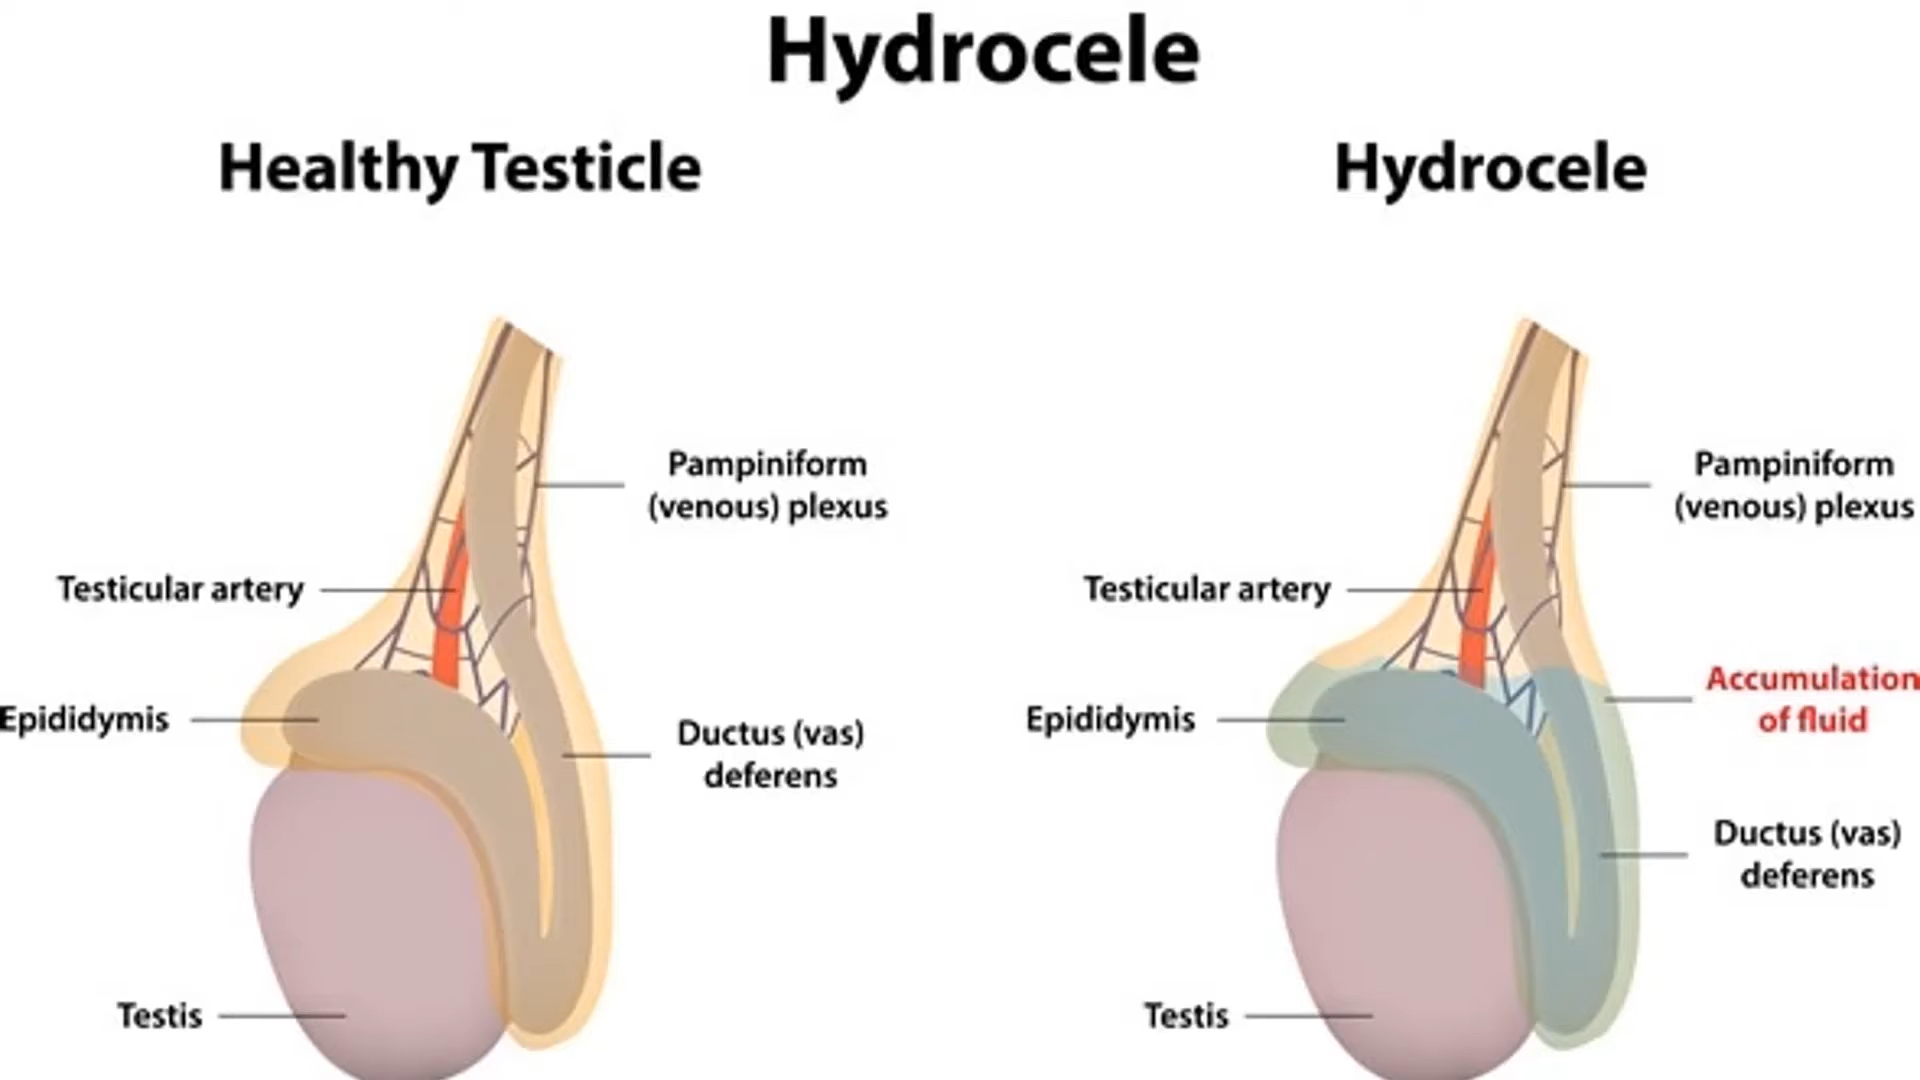 Hydrocele
Healthy Testicle
Hydrocele
Pampiniform
(venous) plexus
Testicular artery
Epididymis
Ductus (vas)
deferens
Testis
Pampiniform
(venous) plexus
Testicular artery
Accumulation
of fluid
Epididymis
Ductus (vas)
deferens
Testis